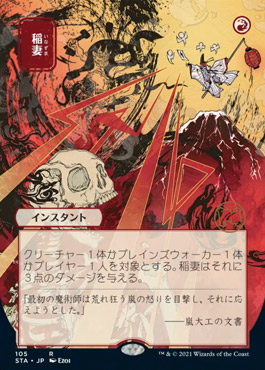 稲妻
いなずま
インスタント
クリーチャー1体かプレインズウォーカー1体
かプレイヤー1人を対象とする。稲妻はそれに
3点のダメージを与える。
『最初の魔術師は荒れ狂う嵐の怒りを目撃し、それに応
えようとした。』
――嵐大工の文書
105 R
STA • JP EZOI
™ & © 2021 Wizards of the Coast